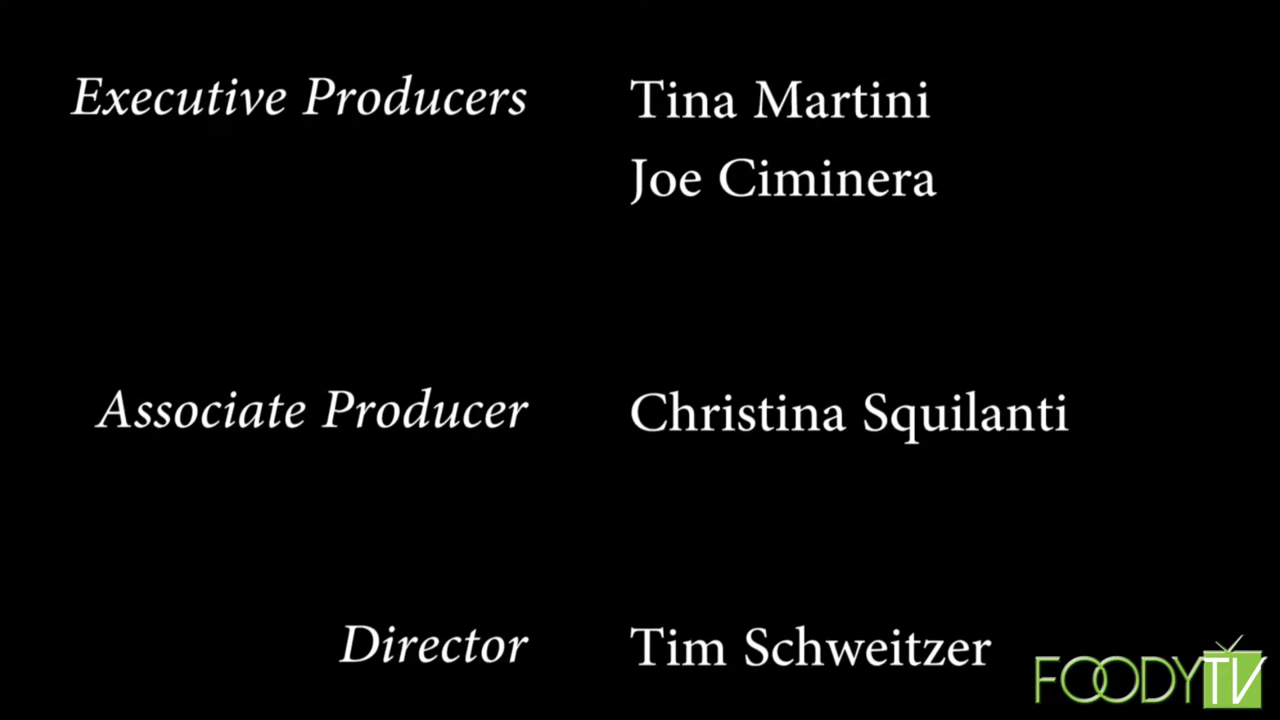 Executive Producers Tina Martini
Joe Ciminera
Associate Producer Christina Squilanti
Director Tim Schweitzer
FOODYTV